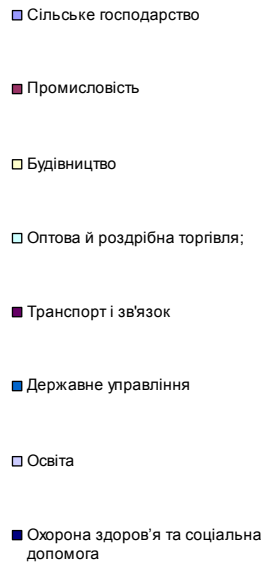 Сільське господарство
Промисловість
Будівництво
Оптова й роздрібна торгівля;
Транспорт і зв'язок
Державне управління
Освіта
Охорона здоров’я та соціальна
допомога